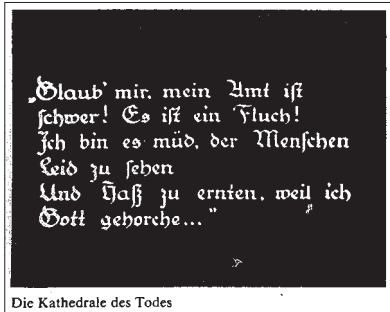 „Glaub' mir, mein Amt ist
schwer! Es ist ein Fluch!
Ich bin es müd, der Menschen
Leid zu sehen
Und Haß zu ernten, weil ich
Gott gehorche..."
Die Kathedrale des Todes